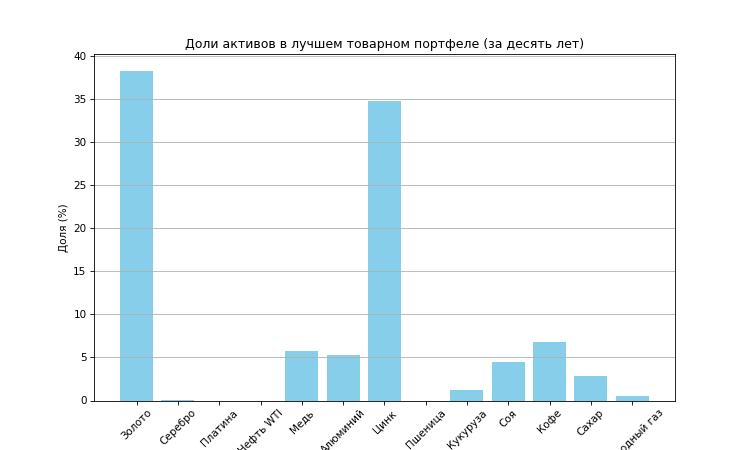 Доли активов в лучшем товарном портфеле (за десять лет)
Доля (%)
40
35
30
25
20
15
10
5
0
Золото
Серебро
Платина
Нефть WTI
Медь
Алюминий
Цинк
Пшеница
Кукуруза
Соя
Кофе
Сахар
газ